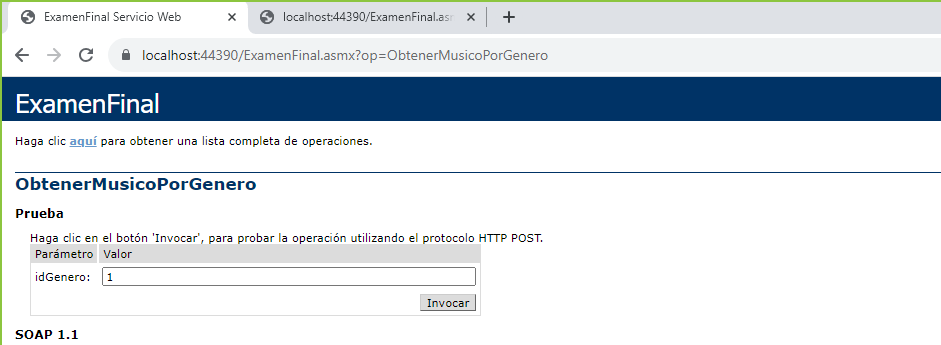 ExamenFinal Servicio Web
localhost:44390/ExamenFinal.asm
localhost:44390/ExamenFinal.asmx?op=ObtenerMusicoPorGenero
ExamenFinal
Haga clic aquí para obtener una lista completa de operaciones.
ObtenerMusicoPorGenero
Prueba
Haga clic en el botón 'Invocar', para probar la operación utilizando el protocolo HTTP POST.
Parámetro Valor
idGenero: 1
Invocar
SOAP 1.1